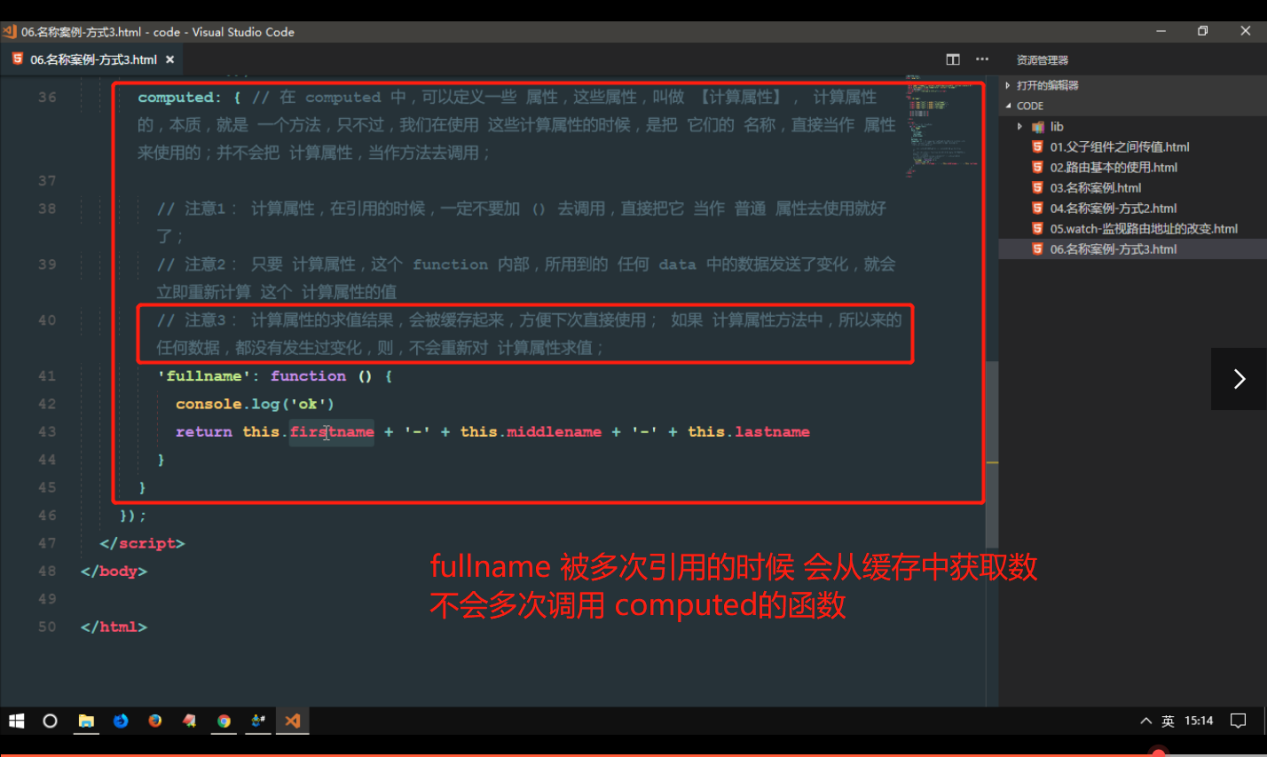 06.名称案例-方式3.html - code - Visual Studio Code
06.名称案例-方式3.html ×
资源管理器
打开的编辑器
CODE
lib
01.父子组件之间传值.html
02.路由基本的使用.html
03.名称案例.html
04.名称案例-方式2.html
05.watch-监视路由地址的改变.html
06.名称案例-方式3.html
36 computed: { // 在 computed 中，可以定义一些 属性，这些属性，叫做 【计算属性】， 计算属性
的，本质，就是 一个方法，只不过，我们在使用 这些计算属性的时候，是把 它们的 名称，直接当作 属性
来使用的；并不会把 计算属性，当作方法去调用；
37
38 // 注意1： 计算属性，在引用的时候，一定不要加 () 去调用，直接把它 当作 普通 属性去使用就好
了；
39 // 注意2： 只要 计算属性，这个 function 内部，所用到的 任何 data 中的数据发送了变化，就会
立即重新计算 这个 计算属性的值
40 // 注意3： 计算属性的求值结果，会被缓存起来，方便下次直接使用； 如果 计算属性方法中，所以来的
任何数据，都没有发生过变化，则，不会重新对 计算属性求值；
41 'fullname': function () {
42 console.log('ok')
43 return this.firstname + '-' + this.middlename + '-' + this.lastname
44 }
45 }
46 });
47 </script>
48 </body>
49
50 </html>
fullname 被多次引用的时候 会从缓存中获取数
不会多次调用 computed的函数
英 15:14